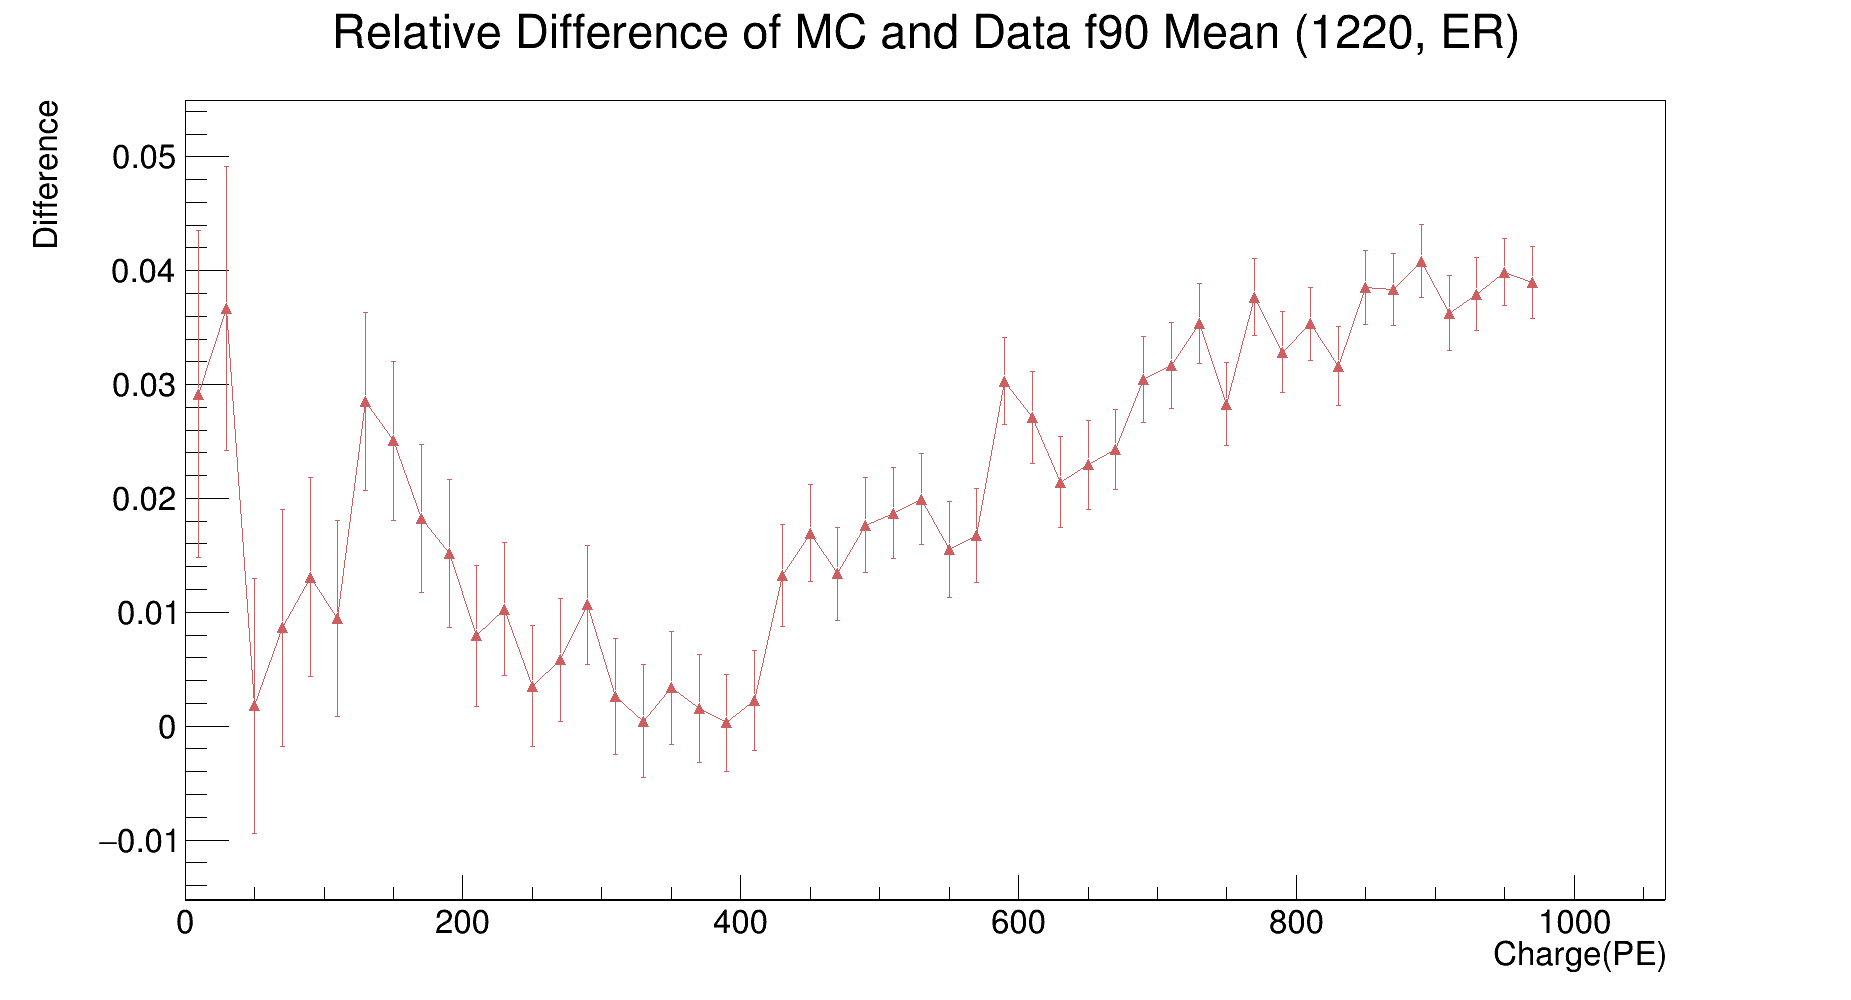 Relative Difference of MC and Data f90 Mean (1220, ER)
Difference
0.05
0.04
0.03
0.02
0.01
0
−0.01
0 200 400 600 800 1000
Charge(PE)